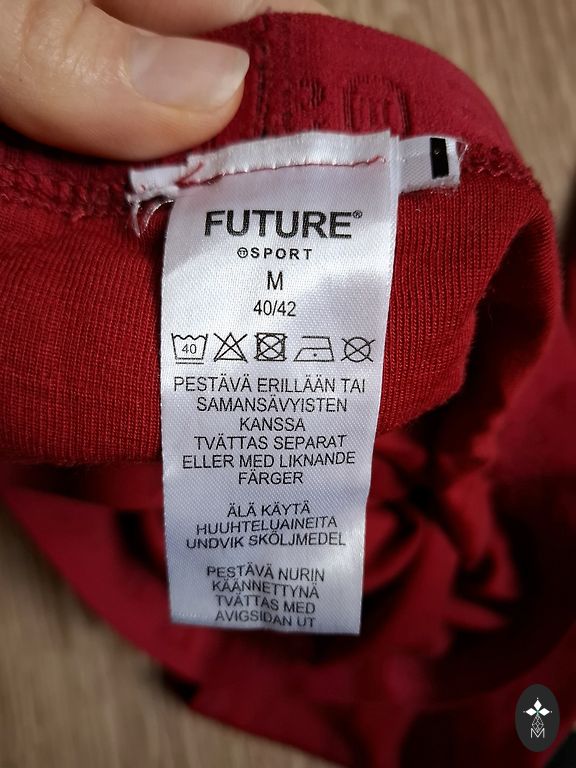 FUTURE®
SPORT
M
40/42
40
PESTÄVÄ ERILLÄÄN TAI
SAMANSÄVYISTEN
KANSSA
TVÄTTAS SEPARAT
ELLER MED LIKNANDE
FÄRGER
ÄLÄ KÄYTÄ
HUUHTELUAINEITA
UNDVIK SKÖLJMEDEL
PESTÄVÄ NURIN
KÄÄNNETTYNÄ
TVÄTTAS MED
AVIGSIDAN UT